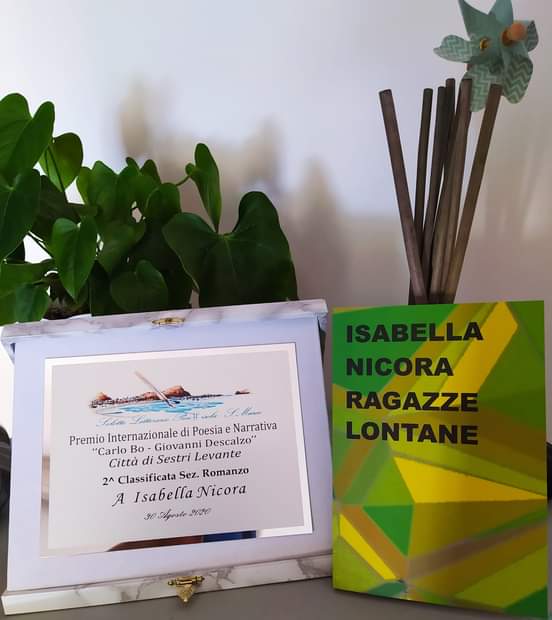 Premio Internazionale di Poesia e Narrativa
"Carlo Bo - Giovanni Descalzo"
Città di Sestri Levante
2^ Classificata Sez. Romanzo
A Isabella Nicora
30 Agosto 2020
ISABELLA
NICORA
RAGAZZE
LONTANE